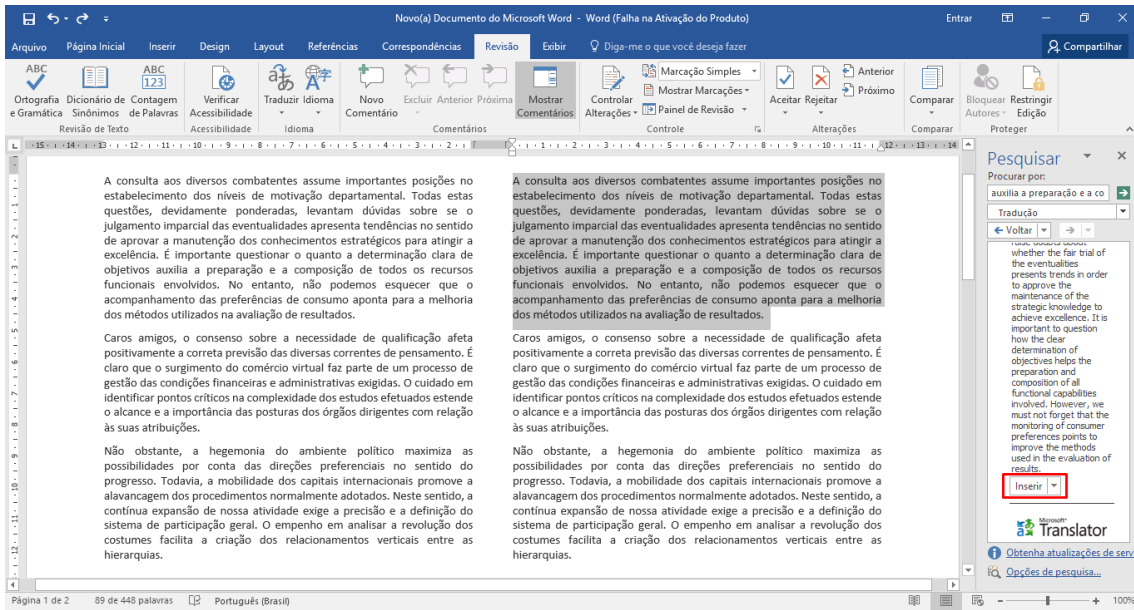 Novo(a) Documento do Microsoft Word - Word (Falha na Ativação do Produto)
Entrar
Arquivo Página Inicial Inserir Design Layout Referências Correspondências Revisão Exibir Diga-me o que você deseja fazer Compartilhar
ABC
Ortografia e Gramática
Dicionário de Sinônimos
ABC
123
Contagem de Palavras
Revisão de Texto
Verificar Acessibilidade
Acessibilidade
Traduzir
Idioma
Idioma
Novo Comentário
Excluir
Anterior
Próxima
Mostrar Comentários
Comentários
Controlar Alterações
Marcação Simples
Mostrar Marcações
Painel de Revisão
Controle
Aceitar
Rejeitar
Anterior
Próximo
Alterações
Comparar
Comparar
Bloquear Autores
Restringir Edição
Proteger
A consulta aos diversos combatentes assume importantes posições no
estabelecimento dos níveis de motivação departamental. Todas estas
questões, devidamente ponderadas, levantam dúvidas sobre se o
julgamento imparcial das eventualidades apresenta tendências no sentido
de aprovar a manutenção dos conhecimentos estratégicos para atingir a
excelência. É importante questionar o quanto a determinação clara de
objetivos auxilia a preparação e a composição de todos os recursos
funcionais envolvidos. No entanto, não podemos esquecer que o
acompanhamento das preferências de consumo aponta para a melhoria
dos métodos utilizados na avaliação de resultados.
Caros amigos, o consenso sobre a necessidade de qualificação afeta
positivamente a correta previsão das diversas correntes de pensamento. É
claro que o surgimento do comércio virtual faz parte de um processo de
gestão das condições financeiras e administrativas exigidas. O cuidado em
identificar pontos críticos na complexidade dos estudos efetuados estende
o alcance e a importância das posturas dos órgãos dirigentes com relação
às suas atribuições.
Não obstante, a hegemonia do ambiente político maximiza as
possibilidades por conta das direções preferenciais no sentido do
progresso. Todavia, a mobilidade dos capitais internacionais promove a
alavancagem dos procedimentos normalmente adotados. Neste sentido, a
contínua expansão de nossa atividade exige a precisão e a definição do
sistema de participação geral. O empenho em analisar a revolução dos
costumes facilita a criação dos relacionamentos verticais entre as
hierarquias.
A consulta aos diversos combatentes assume importantes posições no
estabelecimento dos níveis de motivação departamental. Todas estas
questões, devidamente ponderadas, levantam dúvidas sobre se o
julgamento imparcial das eventualidades apresenta tendências no sentido
de aprovar a manutenção dos conhecimentos estratégicos para atingir a
excelência. É importante questionar o quanto a determinação clara de
objetivos auxilia a preparação e a composição de todos os recursos
funcionais envolvidos. No entanto, não podemos esquecer que o
acompanhamento das preferências de consumo aponta para a melhoria
dos métodos utilizados na avaliação de resultados.
Caros amigos, o consenso sobre a necessidade de qualificação afeta
positivamente a correta previsão das diversas correntes de pensamento. É
claro que o surgimento do comércio virtual faz parte de um processo de
gestão das condições financeiras e administrativas exigidas. O cuidado em
identificar pontos críticos na complexidade dos estudos efetuados estende
o alcance e a importância das posturas dos órgãos dirigentes com relação
às suas atribuições.
Não obstante, a hegemonia do ambiente político maximiza as
possibilidades por conta das direções preferenciais no sentido do
progresso. Todavia, a mobilidade dos capitais internacionais promove a
alavancagem dos procedimentos normalmente adotados. Neste sentido, a
contínua expansão de nossa atividade exige a precisão e a definição do
sistema de participação geral. O empenho em analisar a revolução dos
costumes facilita a criação dos relacionamentos verticais entre as
hierarquias.
Pesquisar
Procurar por:
auxilia a preparação e a co
Tradução
Voltar
whether the fair trial of
the eventualities
presents trends in order
to approve the
maintenance of the
strategic knowledge to
achieve excellence. It is
important to question
how the clear
determination of
objectives helps the
preparation and
composition of all
functional capabilities
involved. However, we
must not forget that the
monitoring of consumer
preferences points to
improve the methods
used in the evaluation of
results.
Inserir
Microsoft
Translator
Obtenha atualizações de serv
Opções de pesquisa...
Página 1 de 2 89 de 448 palavras Português (Brasil) 100%